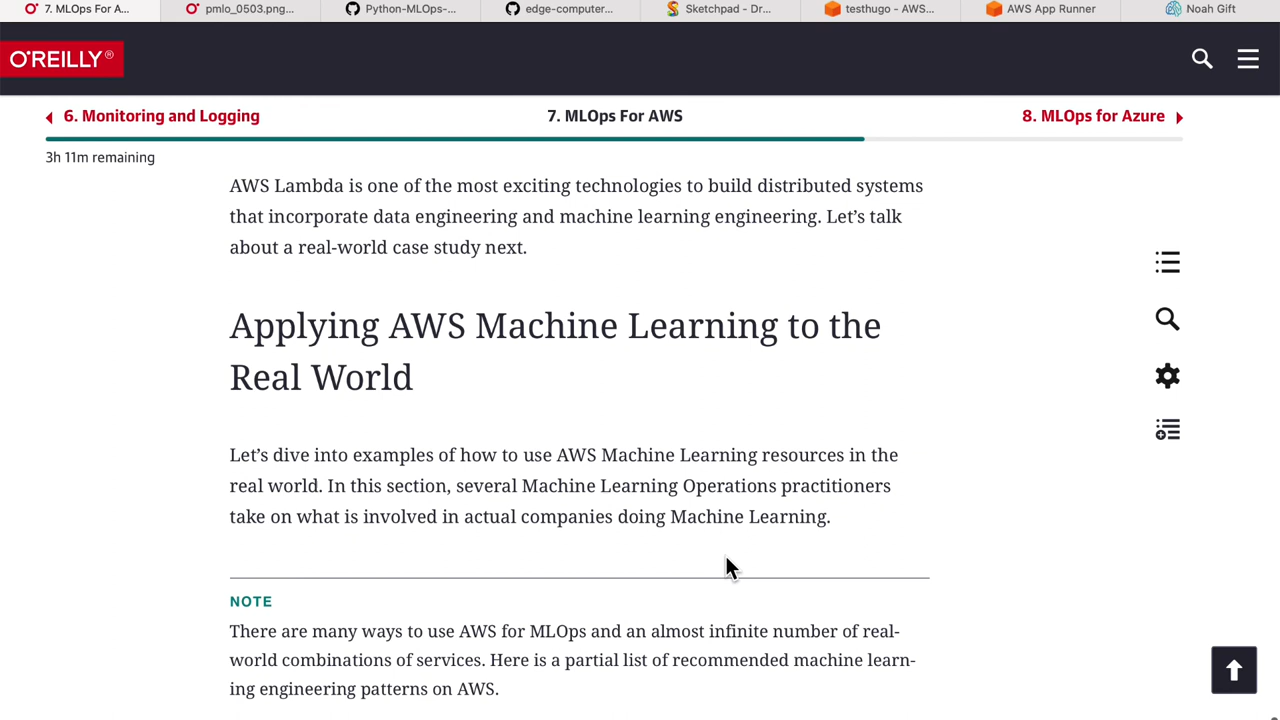 7. MLOps For A...
pmlo_0503.png...
Python-MLOps-...
edge-computer...
Sketchpad - Dr...
testhugo - AWS...
AWS App Runner
Noah Gift
O'REILLY®
6. Monitoring and Logging
7. MLOps For AWS
8. MLOps for Azure
3h 11m remaining
AWS Lambda is one of the most exciting technologies to build distributed systems
that incorporate data engineering and machine learning engineering. Let’s talk
about a real-world case study next.
Applying AWS Machine Learning to the
Real World
Let’s dive into examples of how to use AWS Machine Learning resources in the
real world. In this section, several Machine Learning Operations practitioners
take on what is involved in actual companies doing Machine Learning.
NOTE
There are many ways to use AWS for MLOps and an almost infinite number of real-
world combinations of services. Here is a partial list of recommended machine learn-
ing engineering patterns on AWS.